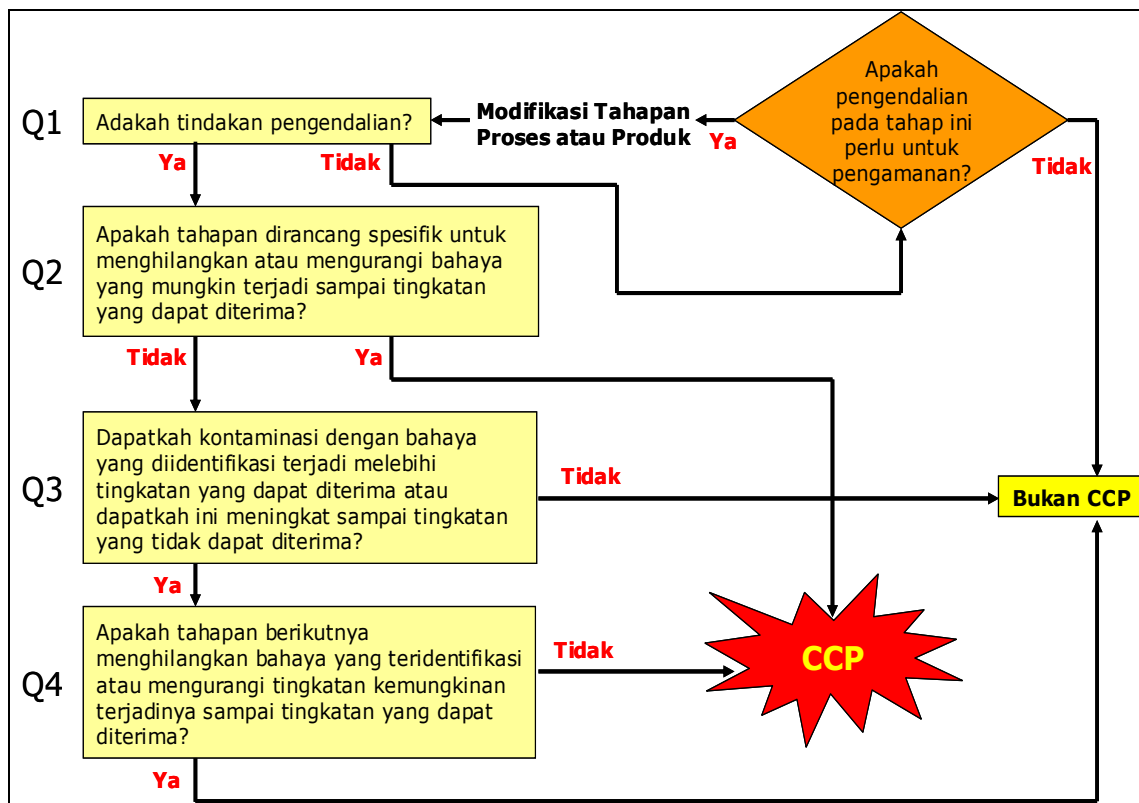 Q1
Adakah tindakan pengendalian?
Modifikasi Tahapan
Proses atau Produk
Ya
Apakah
pengendalian
pada tahap ini
perlu untuk
pengamanan?
Tidak
Ya
Tidak
Q2
Apakah tahapan dirancang spesifik untuk
menghilangkan atau mengurangi bahaya
yang mungkin terjadi sampai tingkatan
yang dapat diterima?
Tidak
Ya
Q3
Dapatkah kontaminasi dengan bahaya
yang diidentifikasi terjadi melebihi
tingkatan yang dapat diterima atau
dapatkah ini meningkat sampai tingkatan
yang tidak dapat diterima?
Tidak
Bukan CCP
Ya
Q4
Apakah tahapan berikutnya
menghilangkan bahaya yang teridentifikasi
atau mengurangi tingkatan kemungkinan
terjadinya sampai tingkatan yang dapat
diterima?
Tidak
CCP
Ya